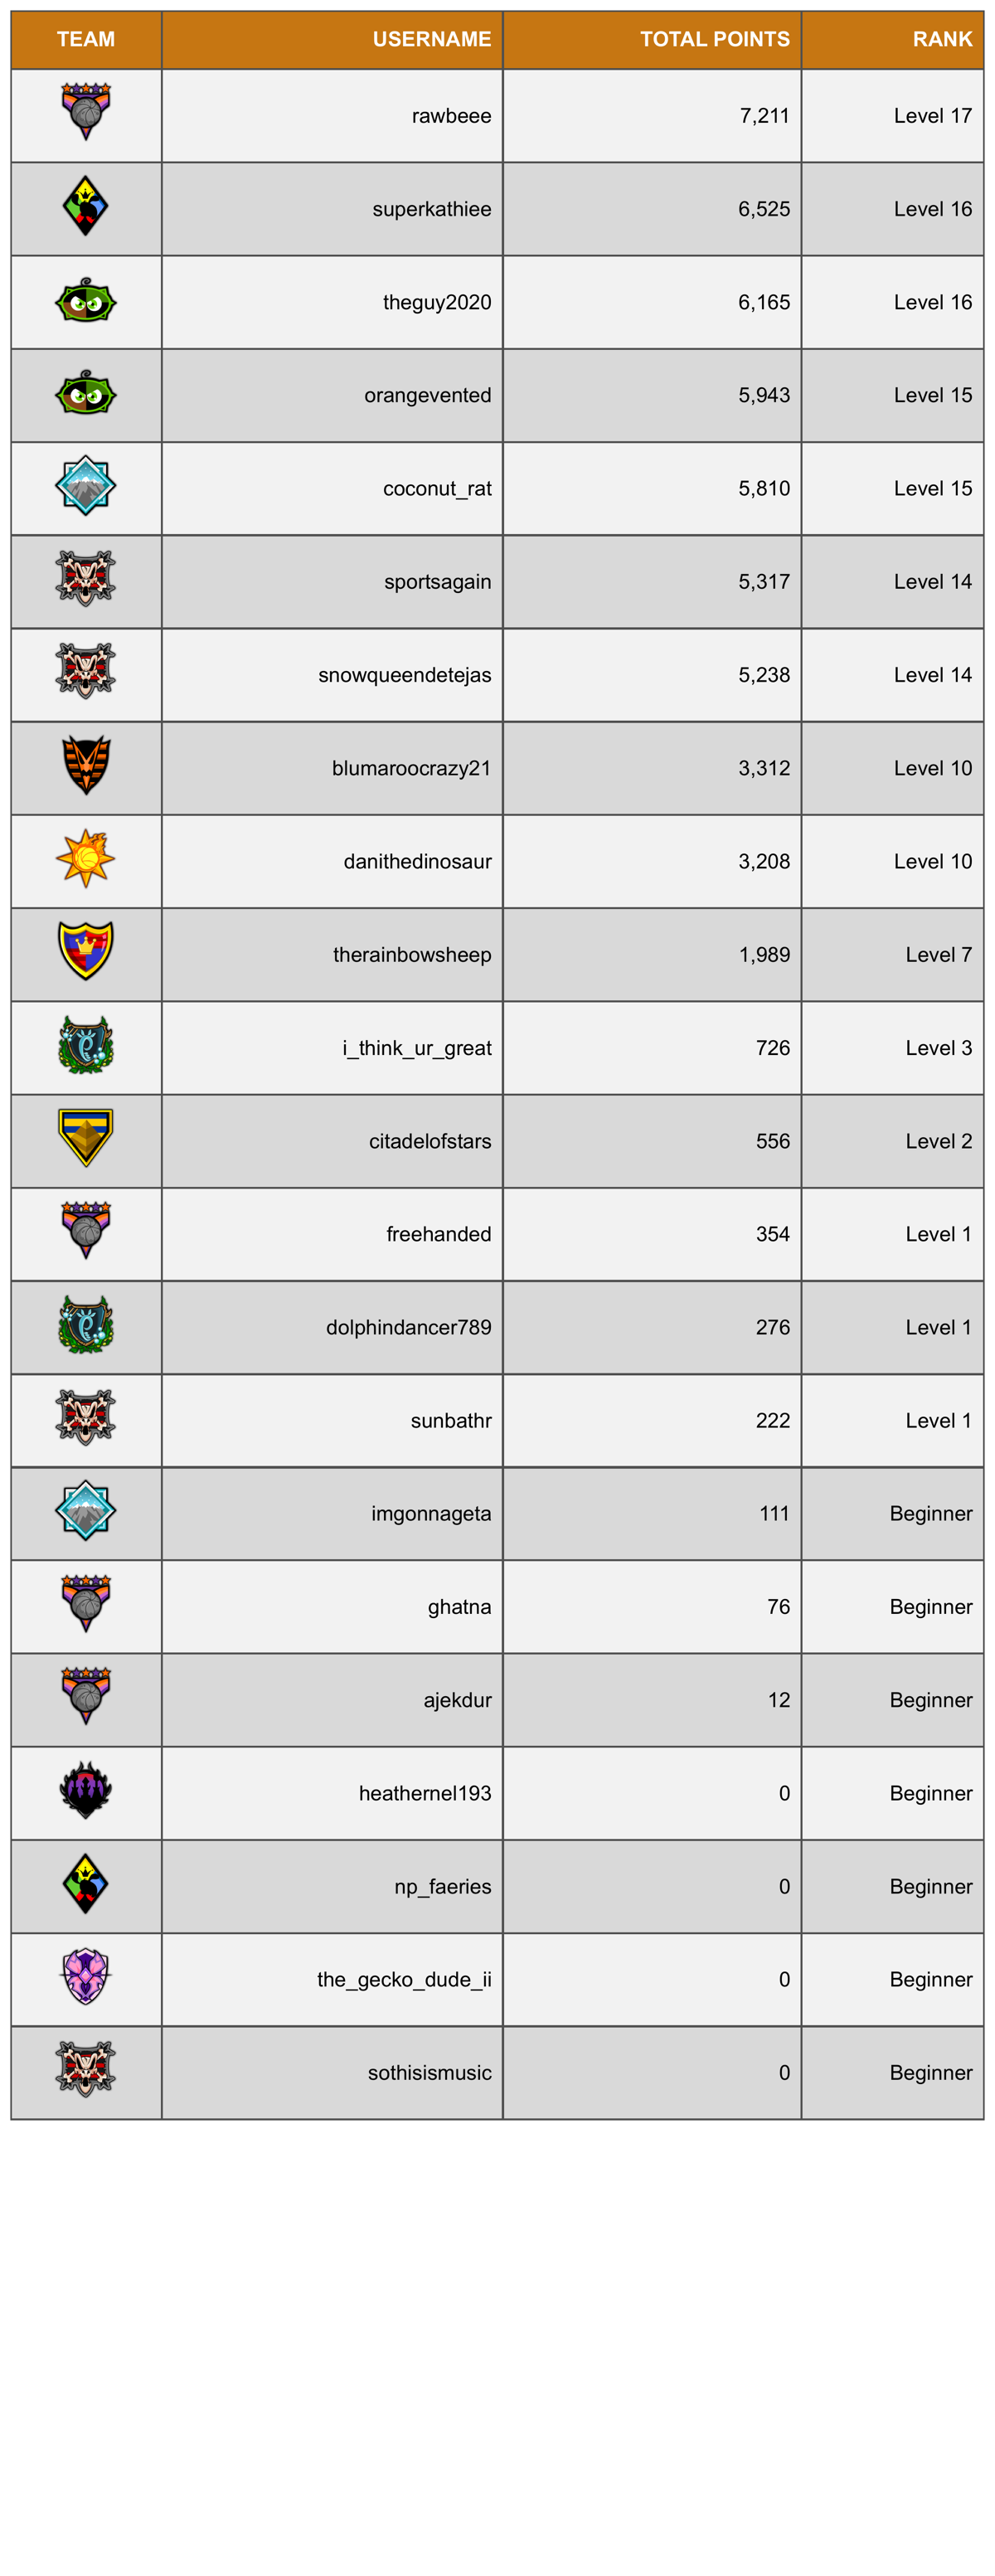 TEAM USERNAME TOTAL POINTS RANK
rawbeee 7,211 Level 17
superkathiee 6,525 Level 16
theguy2020 6,165 Level 16
orangevented 5,943 Level 15
coconut_rat 5,810 Level 15
sportsagain 5,317 Level 14
snowqueendetejas 5,238 Level 14
blumaroocrazy21 3,312 Level 10
danithedinosaur 3,208 Level 10
therainbowsheep 1,989 Level 7
i_think_ur_great 726 Level 3
citadelofstars 556 Level 2
freehanded 354 Level 1
dolphindancer789 276 Level 1
sunbathr 222 Level 1
imgonnageta 111 Beginner
ghatna 76 Beginner
ajekdur 12 Beginner
heathernel193 0 Beginner
np_faeries 0 Beginner
the_gecko_dude_ii 0 Beginner
sothisismusic 0 Beginner